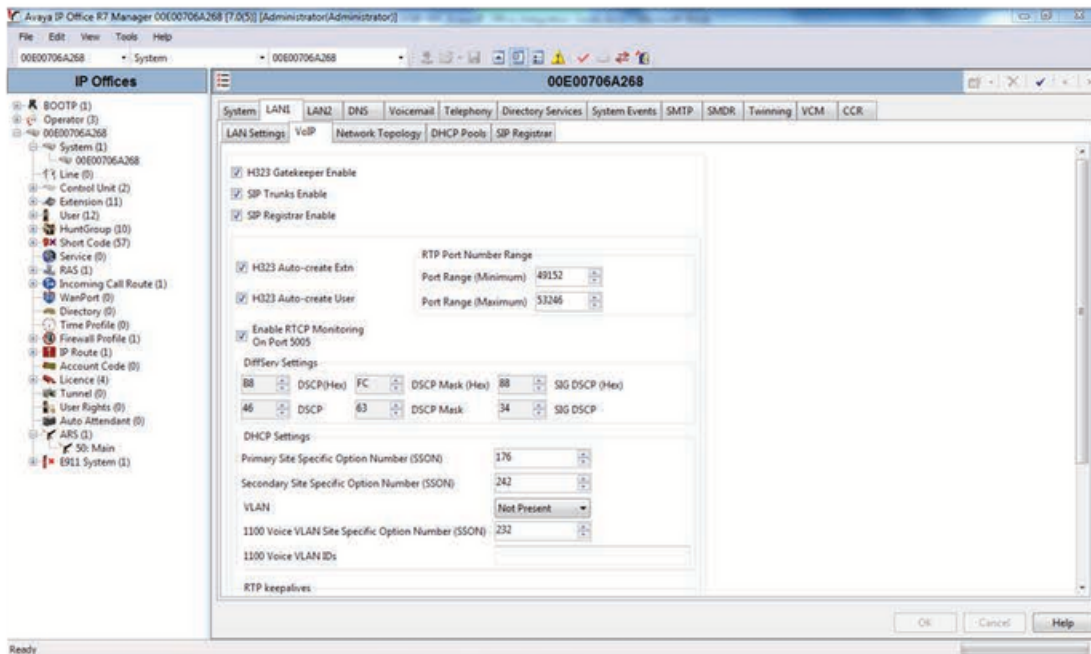 Avaya IP Office R7 Manager 00E00706A268 [7.0(5)] [Administrator(Administrator)]
File Edit View Tools Help
00E00706A268 System 00E00706A268
IP Offices
BOOTP (1)
Operator (3)
00E00706A268
System (1)
00E00706A268
Line (0)
Control Unit (2)
Extension (11)
User (12)
HuntGroup (10)
Short Code (57)
Service (0)
RAS (1)
Incoming Call Route (1)
WanPort (0)
Directory (0)
Time Profile (0)
Firewall Profile (1)
IP Route (1)
Account Code (0)
Licence (4)
Tunnel (0)
User Rights (0)
Auto Attendant (0)
ARS (1)
50: Main
E911 System (1)
00E00706A268
System LAN1 LAN2 DNS Voicemail Telephony Directory Services System Events SMTP SMDR Twinning VCM CCR
LAN Settings VoIP Network Topology DHCP Pools SIP Registrar
H323 Gatekeeper Enable
SIP Trunks Enable
SIP Registrar Enable
RTP Port Number Range
H323 Auto-create Extn
Port Range (Minimum) 49152
H323 Auto-create User
Port Range (Maximum) 53246
Enable RTCP Monitoring
On Port 5005
DiffServ Settings
B8 DSCP(Hex) FC DSCP Mask (Hex) 88 SIG DSCP (Hex)
46 DSCP 63 DSCP Mask 34 SIG DSCP
DHCP Settings
Primary Site Specific Option Number (SSON) 176
Secondary Site Specific Option Number (SSON) 242
VLAN Not Present
1100 Voice VLAN Site Specific Option Number (SSON) 232
1100 Voice VLAN IDs
RTP keepalives
OK Cancel Help
Ready